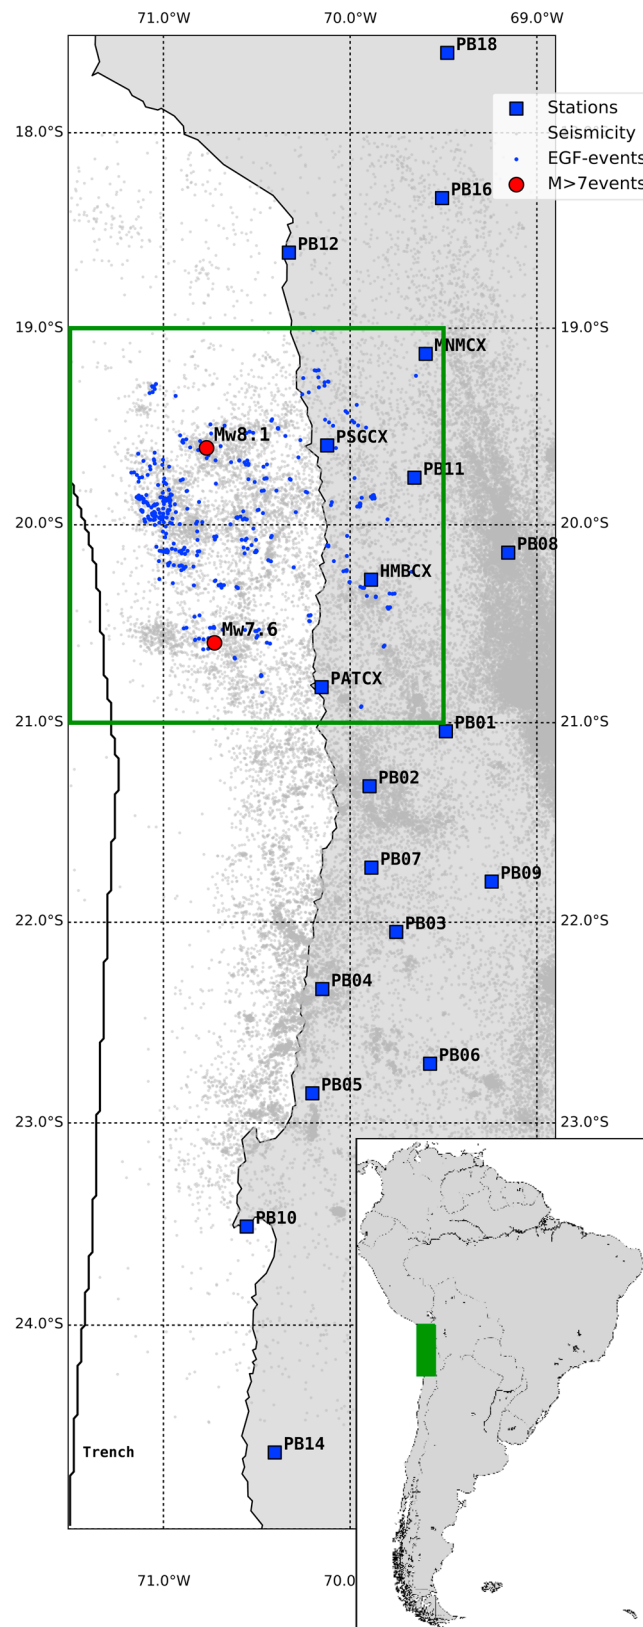 71.0°W 70.0°W 69.0°W
PB18
Stations
18.0°S
Seismicity
EGF-events
M>7events
PB16
PB12
19.0°S 19.0°S
MNMCX
Mw8.1
PSGCX
PB11
20.0°S 20.0°S
PB08
HMBCX
Mw7.6
PATCX
21.0°S 21.0°S
PB01
PB02
PB07
PB09
22.0°S 22.0°S
PB03
PB04
PB06
PB05
23.0°S 23.0°S
PB10
24.0°S
PB14
Trench
71.0°W 70.0